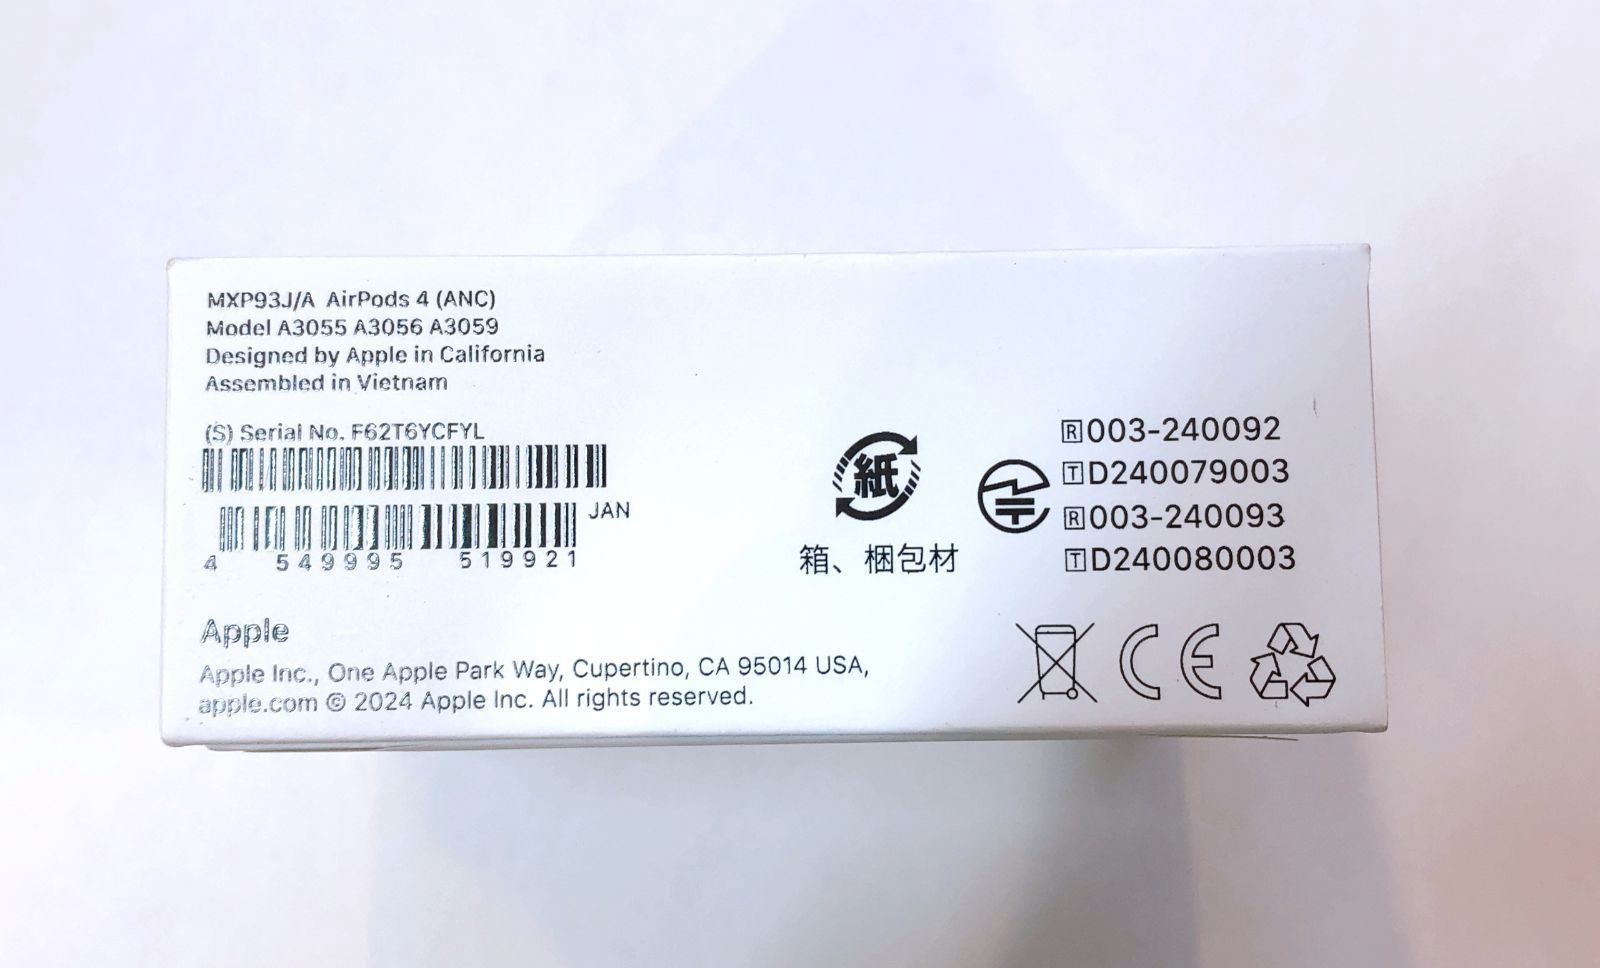 MXP93J/A AirPods 4 (ANC)
Model A3055 A3056 A3059
Designed by Apple in California
Assembled in Vietnam
(S) Serial No. F62T6YCFYL
JAN
4 549995 519921
Apple
Apple Inc., One Apple Park Way, Cupertino, CA 95014 USA,
apple.com © 2024 Apple Inc. All rights reserved.
紙
箱、梱包材
R 003-240092
T D240079003
R 003-240093
T D240080003
CE